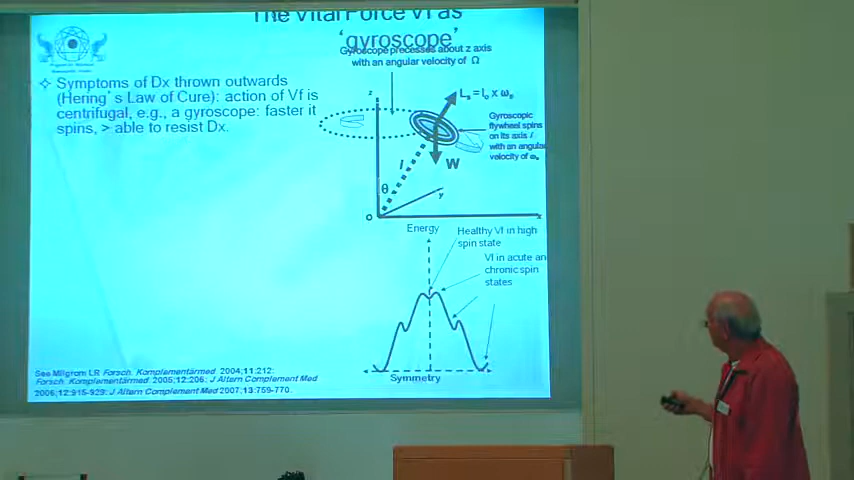 The Vital Force Vf as
‘gyroscope’
Gyroscope precesses about z axis
with an angular velocity of Ω
Symptoms of Dx thrown outwards
(Hering's Law of Cure): action of Vf is
centrifugal, e.g., a gyroscope: faster it
spins, > able to resist Dx.
z
Gyroscopic
flywheel spins
on its axis l
with an angular
velocity of
W
l
θ
y
O
x
Energy
Healthy Vf in high
spin state
Vf in acute an
chronic spin
states
Symmetry
See Milgrom LR Forsch. Komplementärmed. 2004;11:212:
Forsch. Komplementärmed 2005;12:206: J Altern Complement Med
2006;12:915-929: J Altern Complement Med 2007;13:759-770.